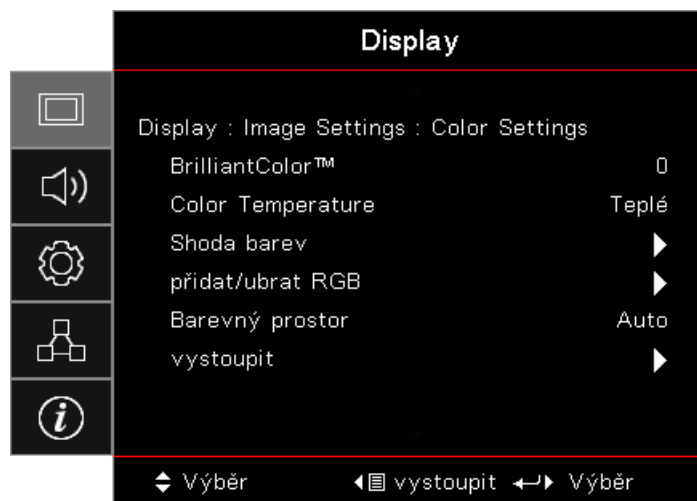 Display
Display : Image Settings : Color Settings
BrilliantColor™ 0
Color Temperature Teplé
Shoda barev
přidat/ubrat RGB
Barevný prostor Auto
vystoupit
Výběr vystoupit Výběr